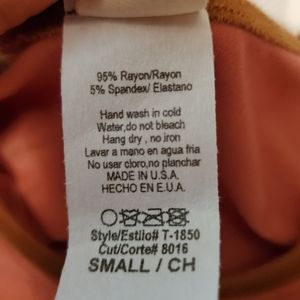 95% Rayon/Rayon
5% Spandex/ Elastano
Hand wash in cold
Water,do not bleach
Hang dry , no iron
Lavar a mano en agua fria
No usar cloro,no planchar
MADE IN U.S.A.
HECHO EN E.U.A.
Style/Estilo# T-1850
Cut/Corte# 8016
SMALL / CH